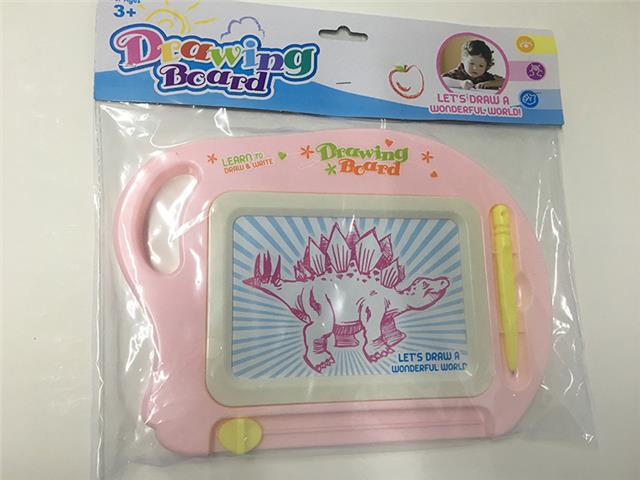 3+
Drawing
Board
LET'S DRAW A
WONDERFUL WORLD!
LEARN TO
DRAW & WRITE
Drawing
Board
LET'S DRAW A
WONDERFUL WORLD